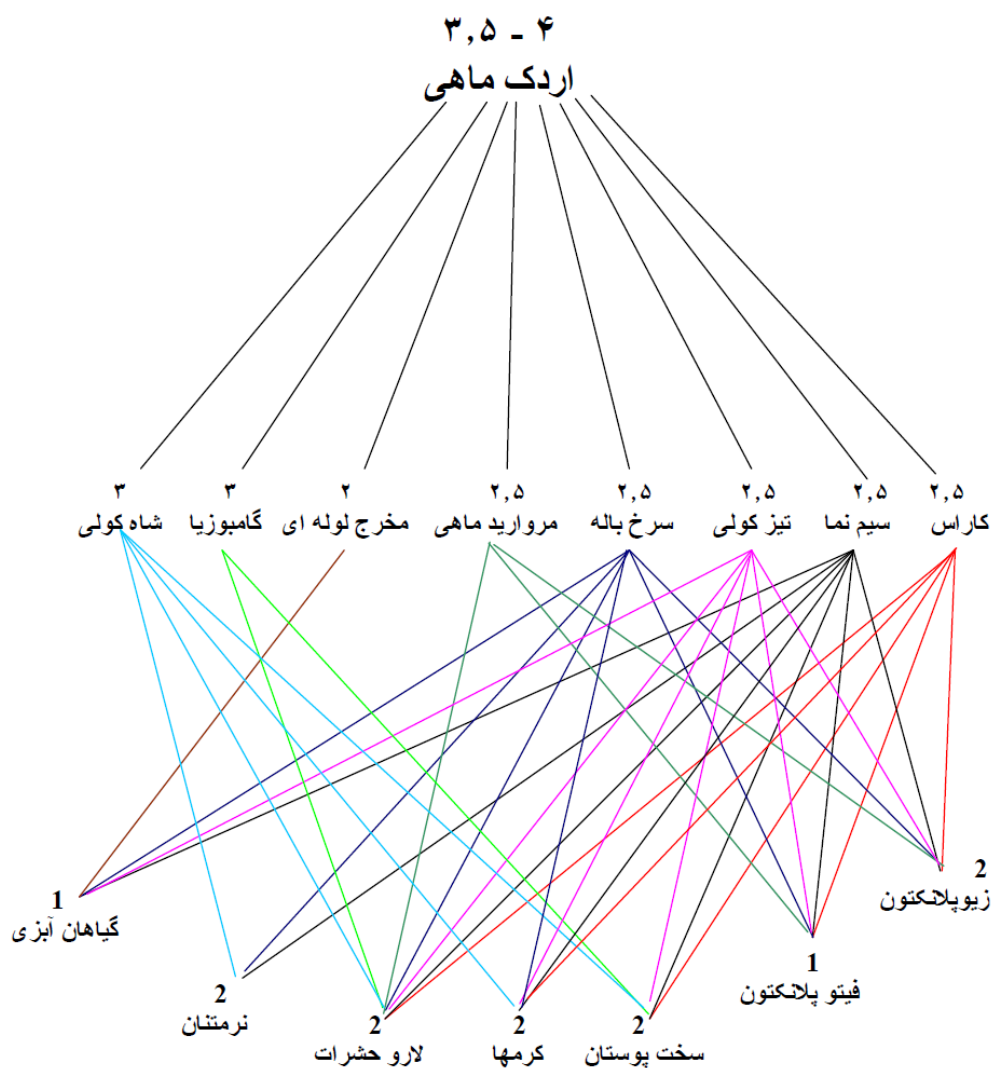 ۳,۵ - ۴
اردک ماهی
۲,۵
کاراس
۲,۵
سیم نما
۲,۵
تیز کولی
۲,۵
سرخ باله
۲,۵
مروارید ماهی
۲
مخرج لوله ای
۳
گامبوزیا
۳
شاه کولی
2
زیوپلانکتون
1
فیتو پلانکتون
2
سخت پوستان
2
کرمها
2
لارو حشرات
2
نرمتنان
1
گیاهان آبزی